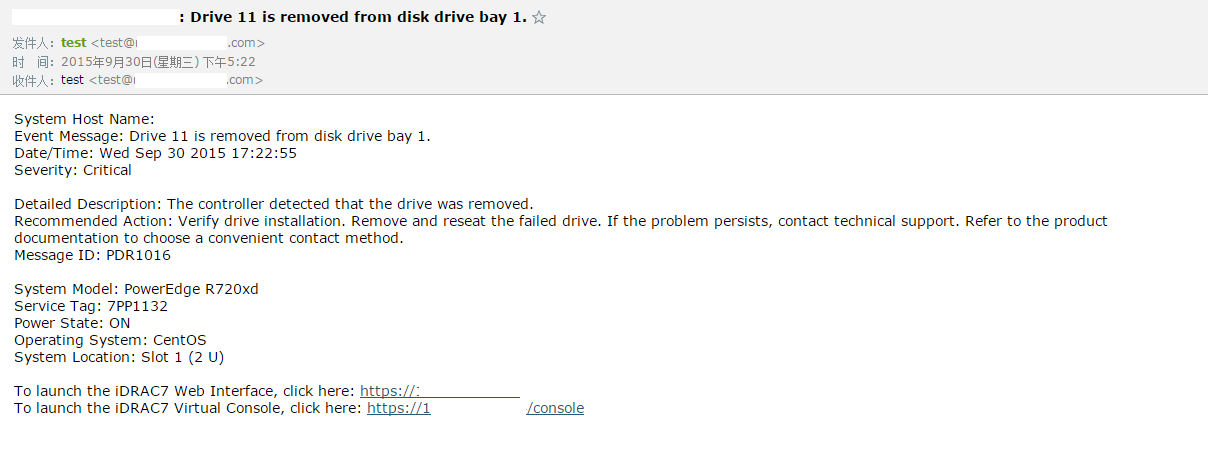 : Drive 11 is removed from disk drive bay 1. ☆
发件人: test <test@ .com>
时 间: 2015年9月30日(星期三) 下午5:22
收件人: test <test@ .com>
System Host Name:
Event Message: Drive 11 is removed from disk drive bay 1.
Date/Time: Wed Sep 30 2015 17:22:55
Severity: Critical
Detailed Description: The controller detected that the drive was removed.
Recommended Action: Verify drive installation. Remove and reseat the failed drive. If the problem persists, contact technical support. Refer to the product
documentation to choose a convenient contact method.
Message ID: PDR1016
System Model: PowerEdge R720xd
Service Tag: 7PP1132
Power State: ON
Operating System: CentOS
System Location: Slot 1 (2 U)
To launch the iDRAC7 Web Interface, click here: https://
To launch the iDRAC7 Virtual Console, click here: https://1 /console